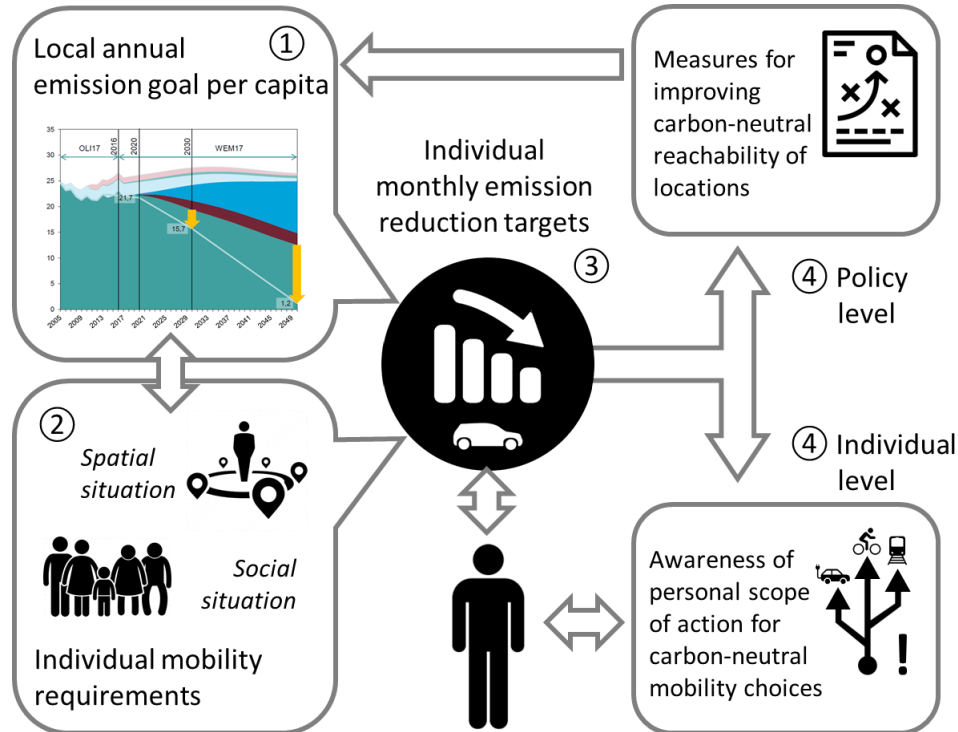 Local annual
emission goal per capita
①
35
30
25
20
15
10
5
0
OLI17
2016
2020
2030
WEM17
21,7
15,7
1,2
2005
2009
2013
2017
2021
2025
2029
2033
2037
2041
2045
2049
②
Spatial
situation
Social
situation
Individual mobility
requirements
Individual
monthly emission
reduction targets
③
Measures for
improving
carbon-neutral
reachability of
locations
④ Policy
level
④ Individual
level
Awareness of
personal scope
of action for
carbon-neutral
mobility choices
!